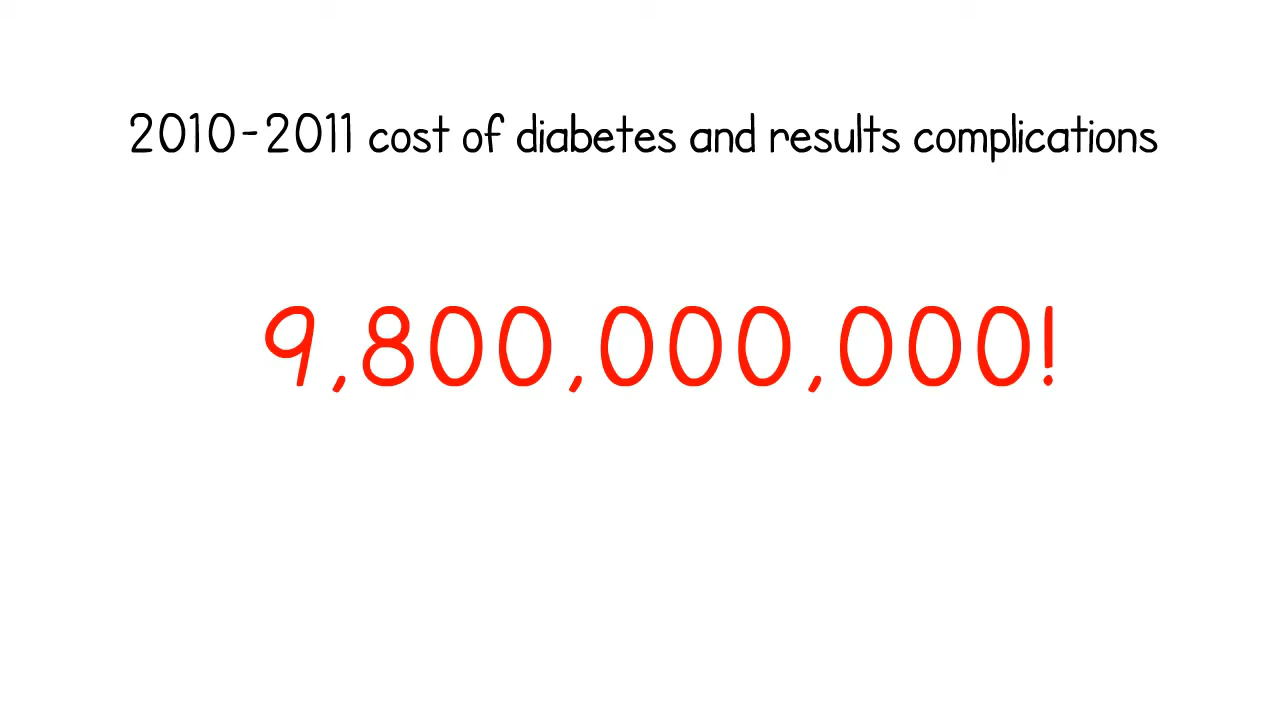 2010-2011 cost of diabetes and results complications
9,800,000,000!